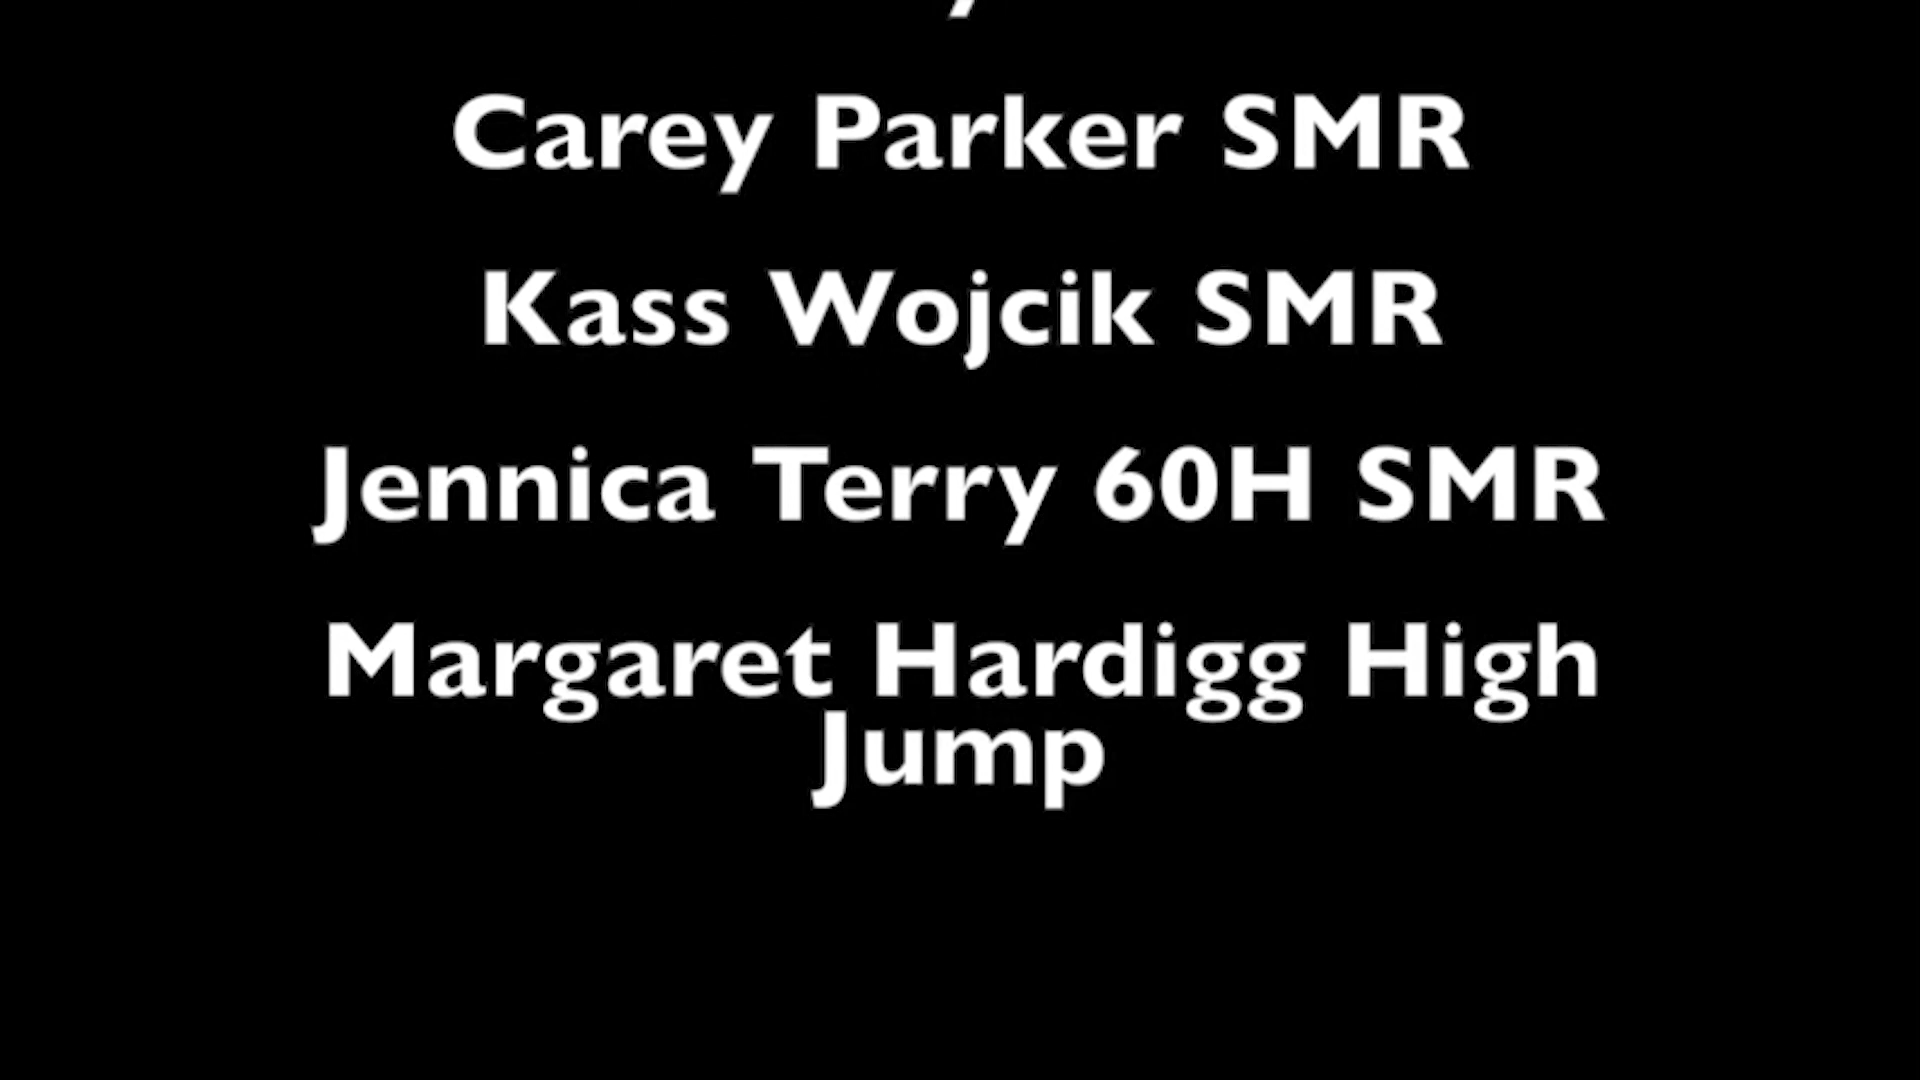 Carey Parker SMR
Kass Wojcik SMR
Jennica Terry 60H SMR
Margaret Hardigg High
Jump